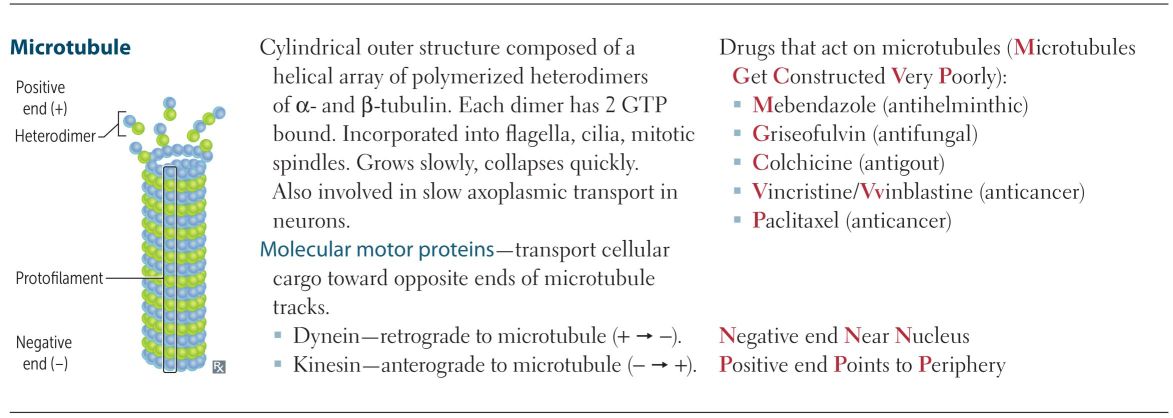 Microtubule
Positive
end (+)
Heterodimer
Protofilament
Negative
end (–)
Cylindrical outer structure composed of a
helical array of polymerized heterodimers
of α- and β-tubulin. Each dimer has 2 GTP
bound. Incorporated into flagella, cilia, mitotic
spindles. Grows slowly, collapses quickly.
Also involved in slow axoplasmic transport in
neurons.
Molecular motor proteins—transport cellular
cargo toward opposite ends of microtubule
tracks.
▪ Dynein—retrograde to microtubule (+ → –).
▪ Kinesin—anterograde to microtubule (– → +).
Drugs that act on microtubules (Microtubules
Get Constructed Very Poorly):
▪ Mebendazole (antihelminthic)
▪ Griseofulvin (antifungal)
▪ Colchicine (antigout)
▪ Vincristine/Vvinblastine (anticancer)
▪ Paclitaxel (anticancer)
Negative end Near Nucleus
Positive end Points to Periphery
℞